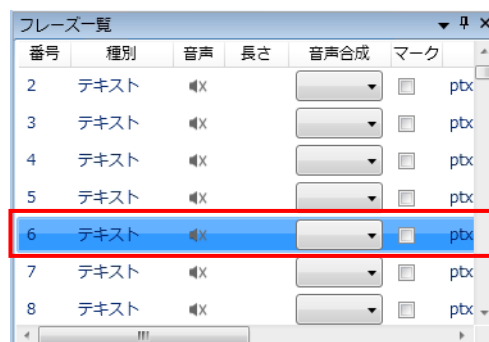 フレーズ一覧
番号 種別 音声 長さ 音声合成 マーク
2 テキスト ptx
3 テキスト ptx
4 テキスト ptx
5 テキスト ptx
6 テキスト ptx
7 テキスト ptx
8 テキスト ptx